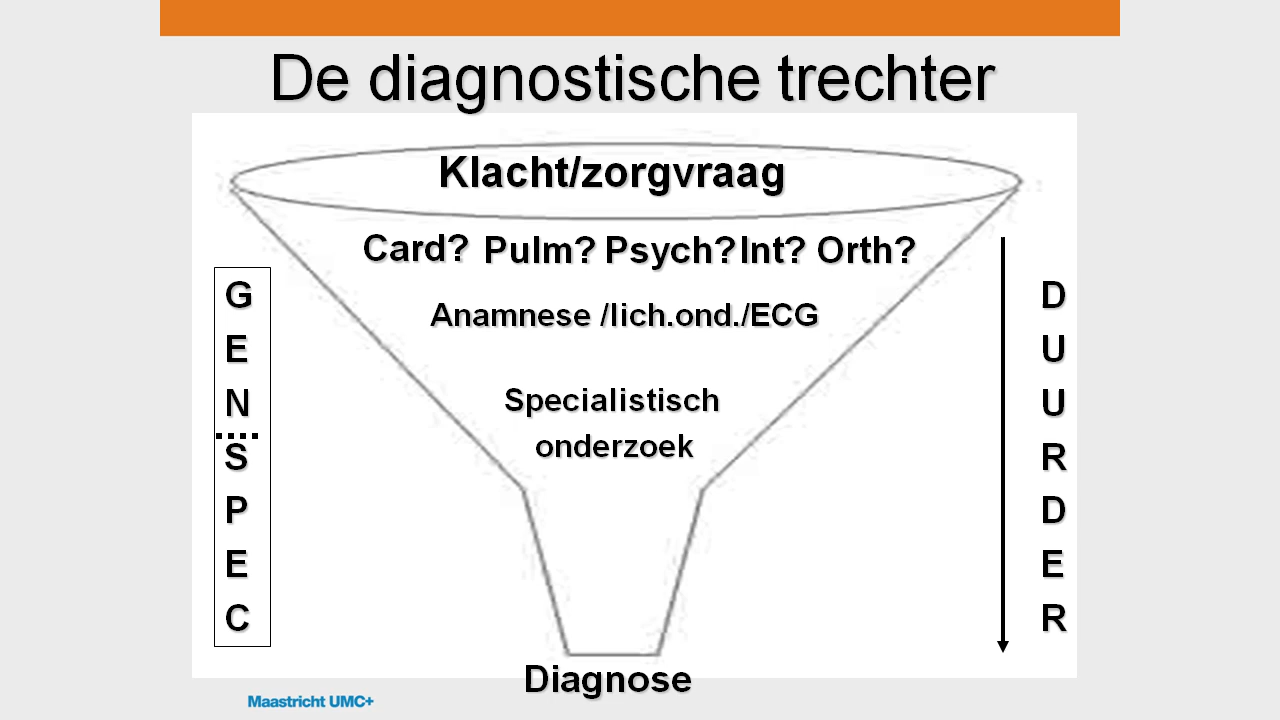 De diagnostische trechter
Klacht/zorgvraag
Card? Pulm? Psych? Int? Orth?
Anamnese /lich.ond./ECG
Specialistisch
onderzoek
Diagnose
G
E
N
S
P
E
C
D
U
U
R
D
E
R
Maastricht UMC+